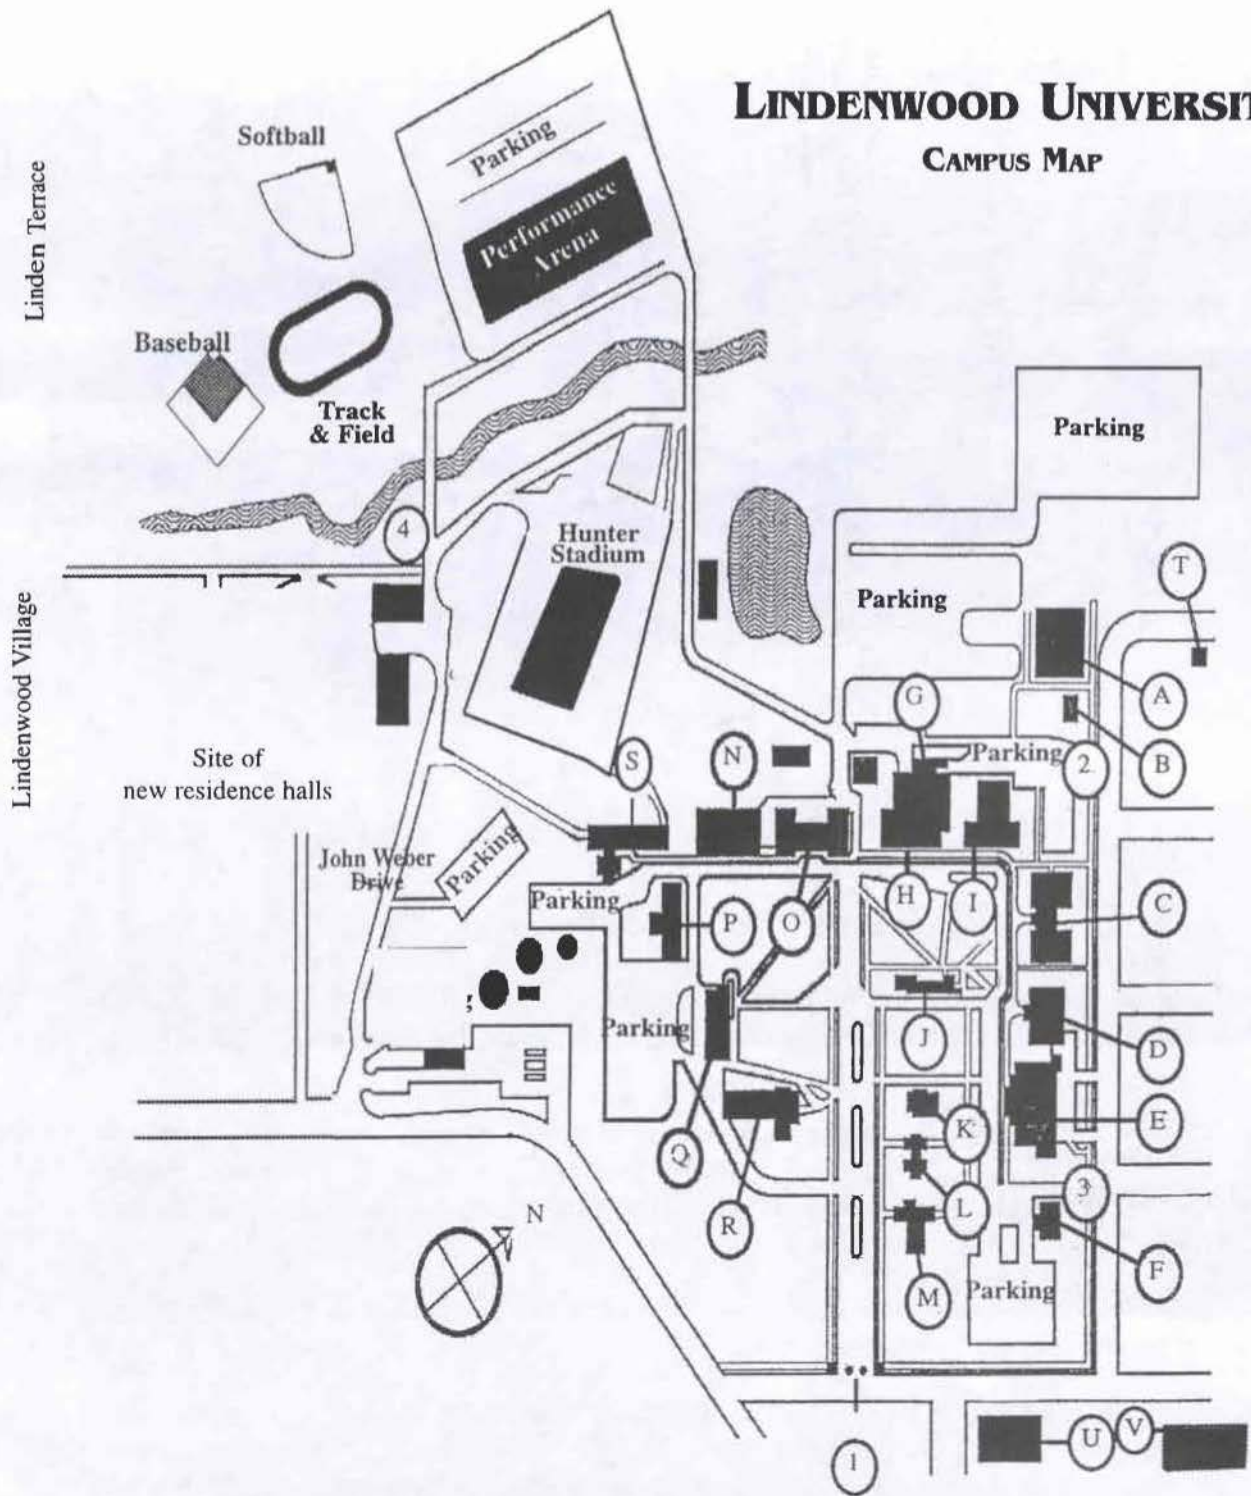 LINDENWOOD UNIVERSIT
CAMPUS MAP
Softball
Parking
Performance
Arena
Linden Terrace
Baseball
Track
& Field
Parking
4
Hunter
Stadium
Parking
T
Lindenwood Village
A
G
Site of
new residence halls
S
N
Parking
2
B
John Weber
Drive
Parking
Parking
P
O
H
I
C
g
Parking
J
D
Q
K
E
R
L
3
N
M
Parking
F
1
U
V